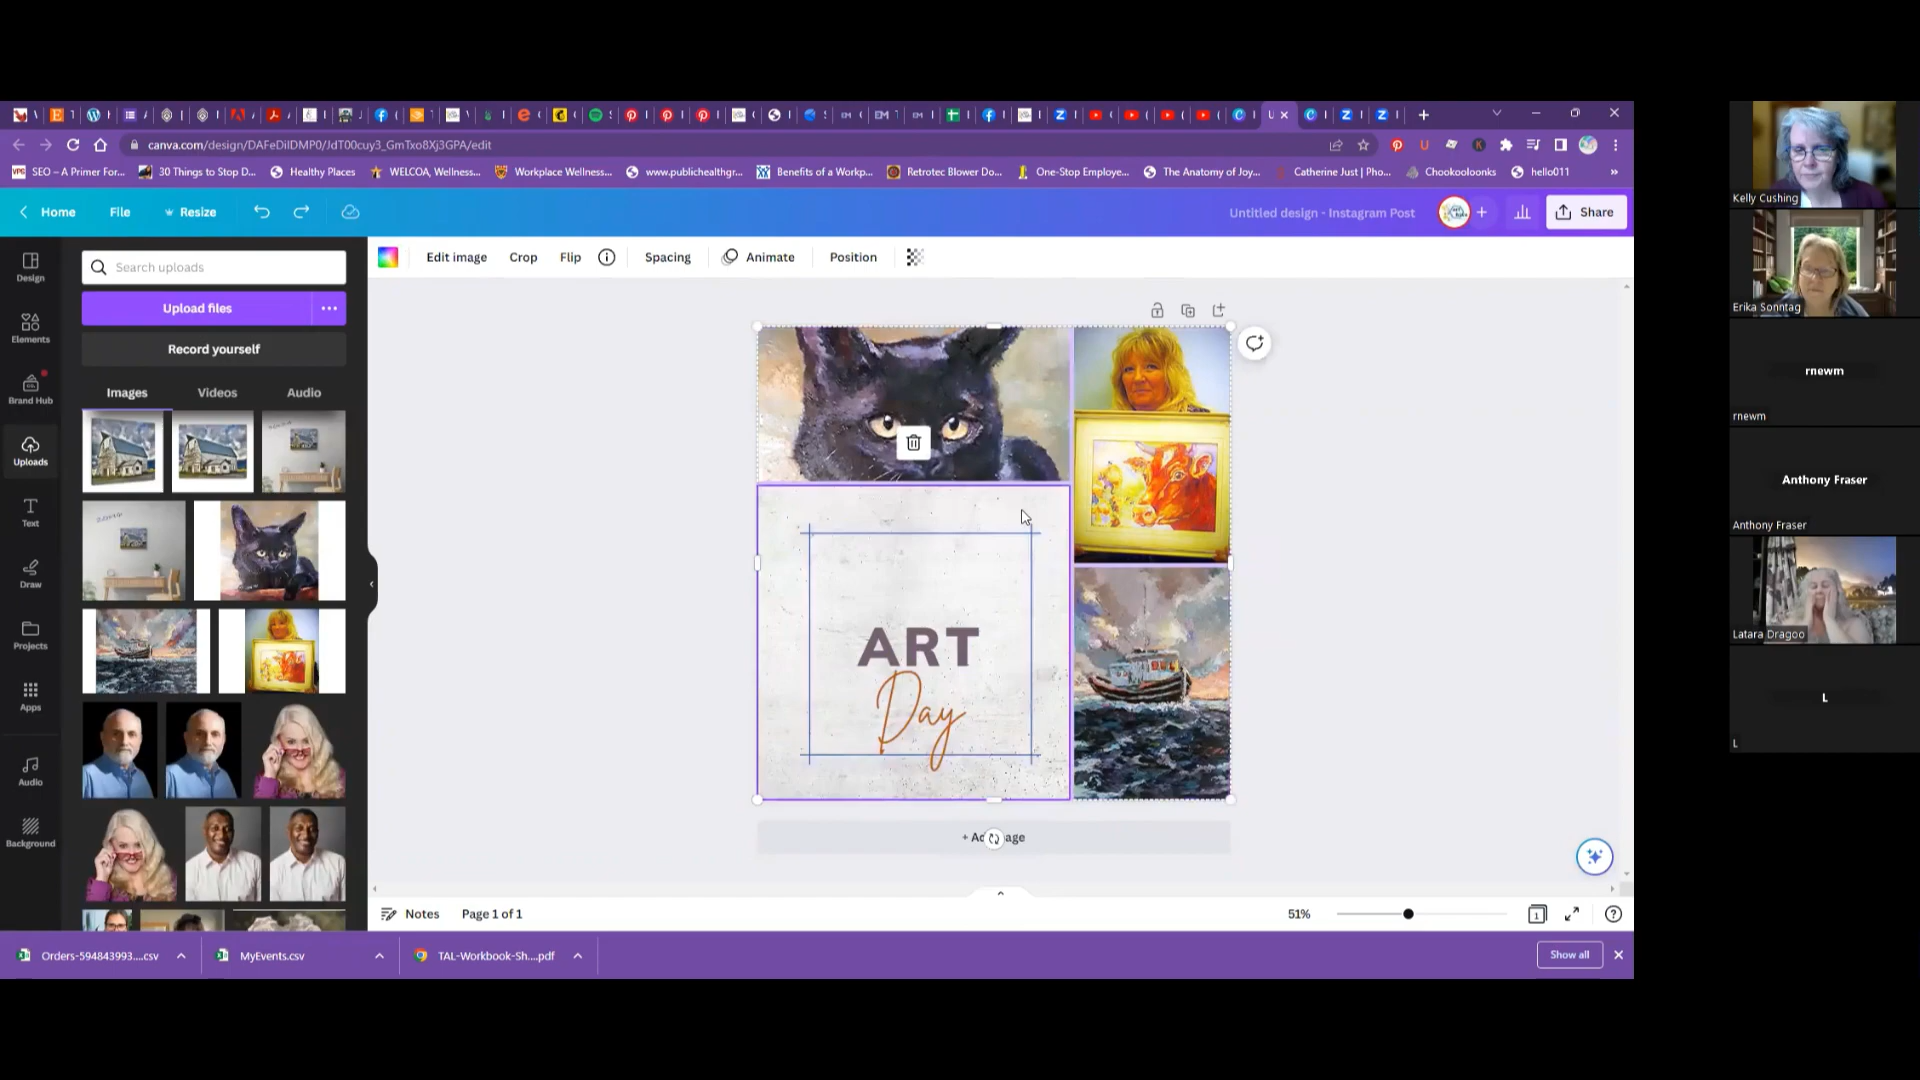 canva.com/design/DAFeDiIDMP0/JdT00cuy3_GmTxo8Xj3GPA/edit
SEO – A Primer For...
30 Things to Stop D...
Healthy Places
WELCOA, Wellness...
Workplace Wellness...
www.publichealthgr...
Benefits of a Workp...
Retrotec Blower Do...
One-Stop Employe...
The Anatomy of Joy,...
Catherine Just | Pho...
Chookooloonks
hello011
Home
File
Resize
Untitled design - Instagram Post
Share
Design
Elements
Brand Hub
Uploads
Text
Draw
Projects
Apps
Audio
Background
Search uploads
Upload files
Record yourself
Images
Videos
Audio
Edit image
Crop
Flip
Spacing
Animate
Position
ART
Day
Notes
Page 1 of 1
51%
1
Orders-594843993....csv
MyEvents.csv
TAL-Workbook-Sh....pdf
Show all
Kelly Cushing
Erika Sonntag
rnewm
rnewm
Anthony Fraser
Anthony Fraser
Latara Dragoo
L
L